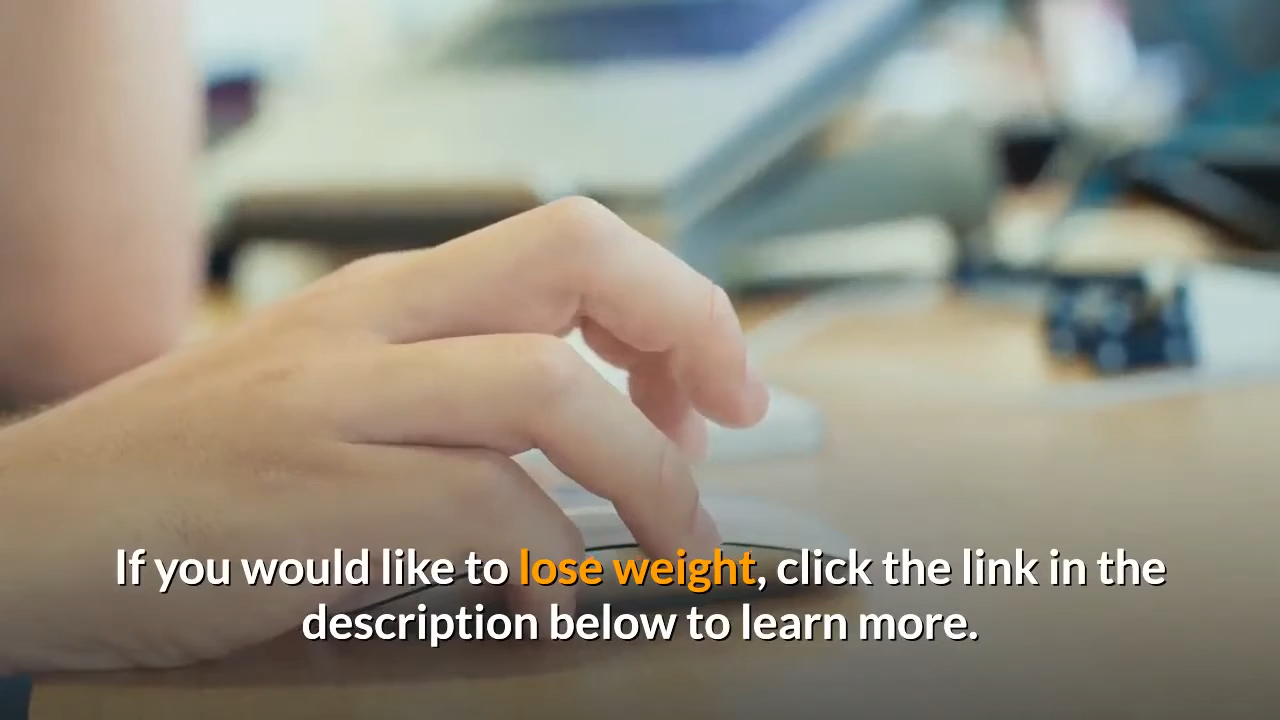 If you would like to lose weight, click the link in the
description below to learn more.